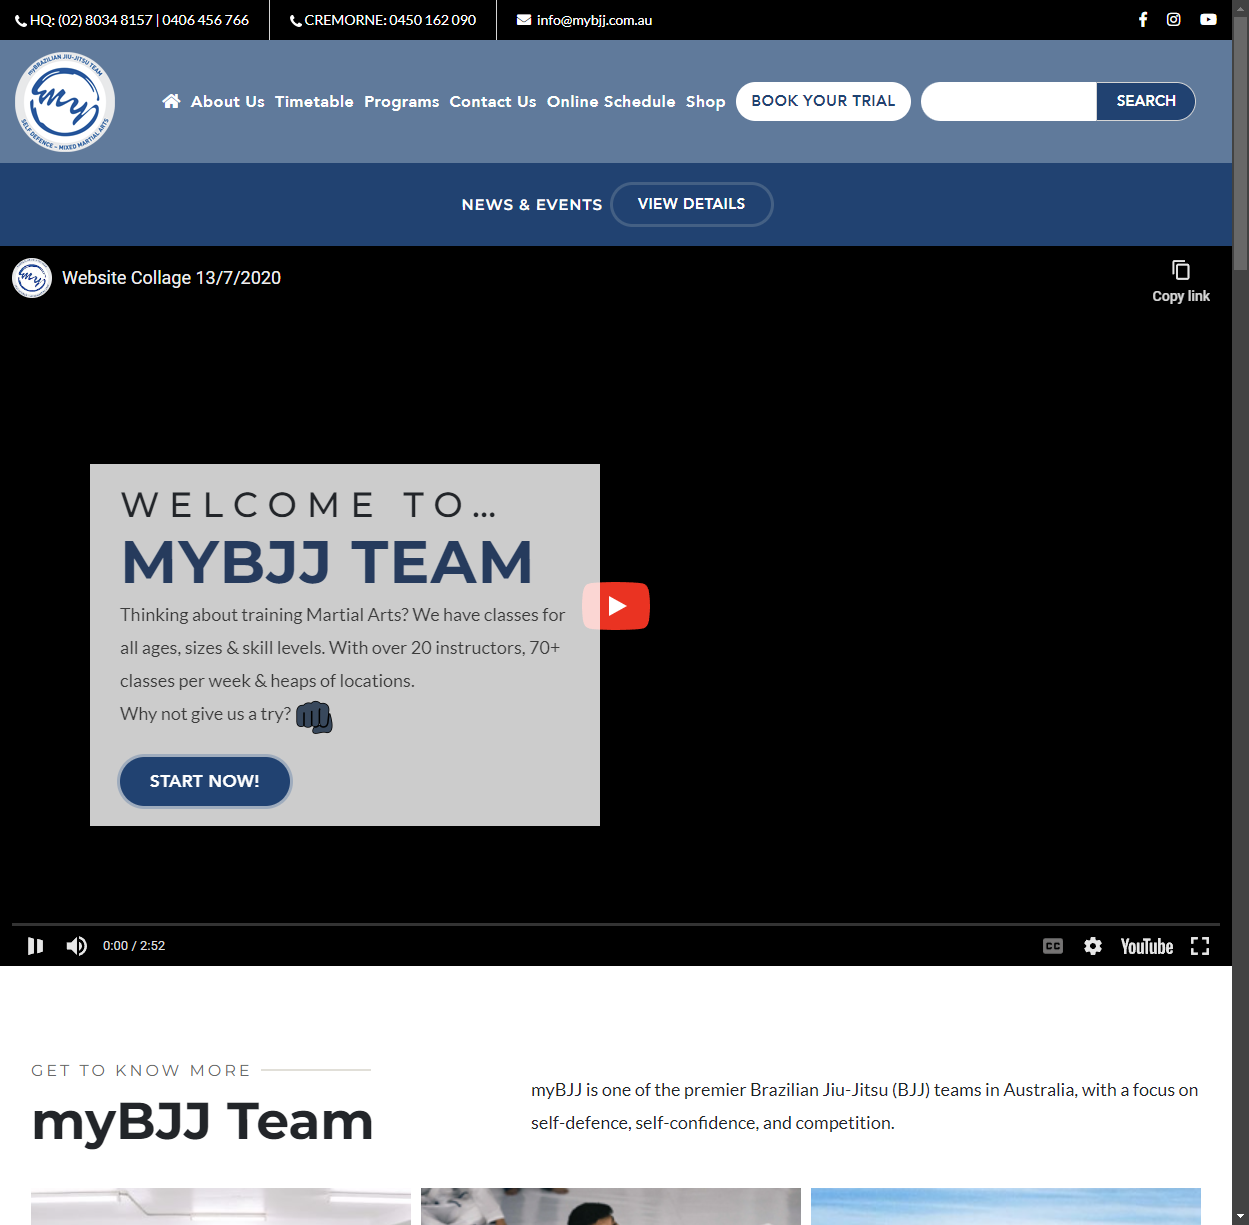 HQ: (02) 8034 8157 | 0406 456 766
CREMORNE: 0450 162 090
info@mybjj.com.au
myBRAZILIAN JIU-JITSU TEAM
my
SELF DEFENCE - MIXED MARTIAL ARTS
About Us
Timetable
Programs
Contact Us
Online Schedule
Shop
BOOK YOUR TRIAL
SEARCH
NEWS & EVENTS
VIEW DETAILS
my
Website Collage 13/7/2020
Copy link
WELCOME TO...
MYBJJ TEAM
Thinking about training Martial Arts? We have classes for
all ages, sizes & skill levels. With over 20 instructors, 70+
classes per week & heaps of locations.
Why not give us a try?
START NOW!
0:00 / 2:52
CC
YouTube
GET TO KNOW MORE
myBJJ Team
myBJJ is one of the premier Brazilian Jiu-Jitsu (BJJ) teams in Australia, with a focus on
self-defence, self-confidence, and competition.